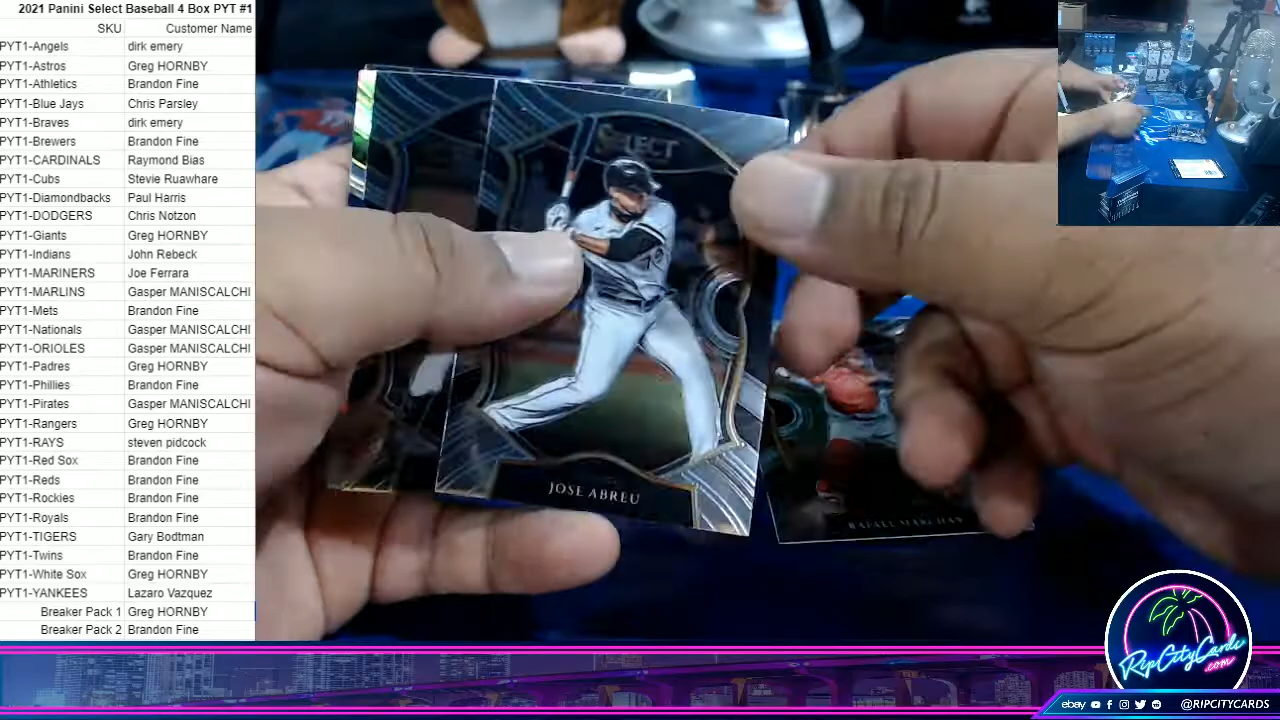 2021 Panini Select Baseball 4 Box PYT #1
SKU Customer Name
PYT1-Angels dirk emery
PYT1-Astros Greg HORNBY
PYT1-Athletics Brandon Fine
PYT1-Blue Jays Chris Parsley
PYT1-Braves dirk emery
PYT1-Brewers Brandon Fine
PYT1-CARDINALS Raymond Bias
PYT1-Cubs Stevie Ruawhare
PYT1-Diamondbacks Paul Harris
PYT1-DODGERS Chris Notzon
PYT1-Giants Greg HORNBY
PYT1-Indians John Rebeck
PYT1-MARINERS Joe Ferrara
PYT1-MARLINS Gasper MANISCALCHI
PYT1-Mets Brandon Fine
PYT1-Nationals Gasper MANISCALCHI
PYT1-ORIOLES Gasper MANISCALCHI
PYT1-Padres Greg HORNBY
PYT1-Phillies Brandon Fine
PYT1-Pirates Gasper MANISCALCHI
PYT1-Rangers Greg HORNBY
PYT1-RAYS steven pidcock
PYT1-Red Sox Brandon Fine
PYT1-Reds Brandon Fine
PYT1-Rockies Brandon Fine
PYT1-Royals Brandon Fine
PYT1-TIGERS Gary Bodtman
PYT1-Twins Brandon Fine
PYT1-White Sox Greg HORNBY
PYT1-YANKEES Lazaro Vazquez
Breaker Pack 1 Greg HORNBY
Breaker Pack 2 Brandon Fine
SELECT
JOSE ABREU
RAFAEL MARCHAN
RipCityCards
.com
ebay @RIPCITYCARDS